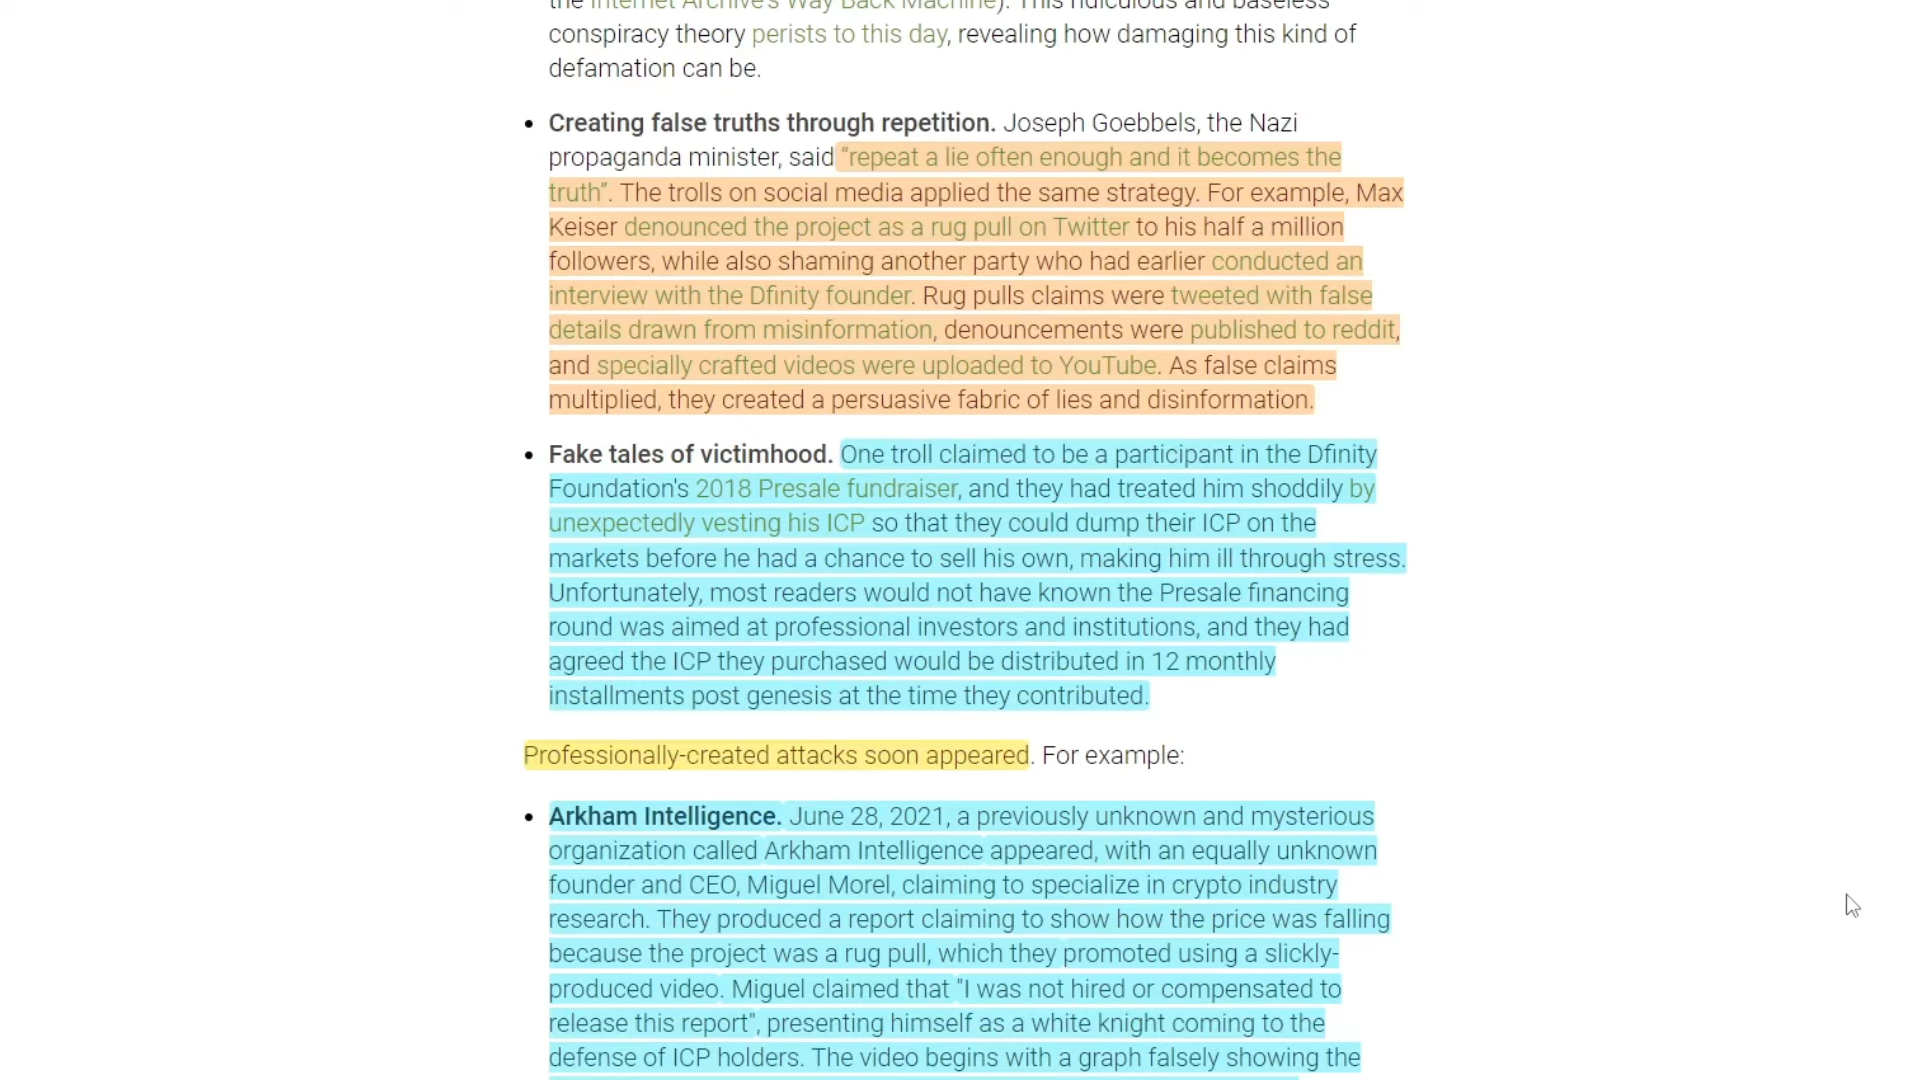 the Internet Archive's Way Back Machine). This ridiculous and baseless
conspiracy theory perists to this day, revealing how damaging this kind of
defamation can be.
• Creating false truths through repetition. Joseph Goebbels, the Nazi
propaganda minister, said “repeat a lie often enough and it becomes the
truth”. The trolls on social media applied the same strategy. For example, Max
Keiser denounced the project as a rug pull on Twitter to his half a million
followers, while also shaming another party who had earlier conducted an
interview with the Dfinity founder. Rug pulls claims were tweeted with false
details drawn from misinformation, denouncements were published to reddit,
and specially crafted videos were uploaded to YouTube. As false claims
multiplied, they created a persuasive fabric of lies and disinformation.
• Fake tales of victimhood. One troll claimed to be a participant in the Dfinity
Foundation's 2018 Presale fundraiser, and they had treated him shoddily by
unexpectedly vesting his ICP so that they could dump their ICP on the
markets before he had a chance to sell his own, making him ill through stress.
Unfortunately, most readers would not have known the Presale financing
round was aimed at professional investors and institutions, and they had
agreed the ICP they purchased would be distributed in 12 monthly
installments post genesis at the time they contributed.
Professionally-created attacks soon appeared. For example:
• Arkham Intelligence. June 28, 2021, a previously unknown and mysterious
organization called Arkham Intelligence appeared, with an equally unknown
founder and CEO, Miguel Morel, claiming to specialize in crypto industry
research. They produced a report claiming to show how the price was falling
because the project was a rug pull, which they promoted using a slickly-
produced video. Miguel claimed that "I was not hired or compensated to
release this report", presenting himself as a white knight coming to the
defense of ICP holders. The video begins with a graph falsely showing the